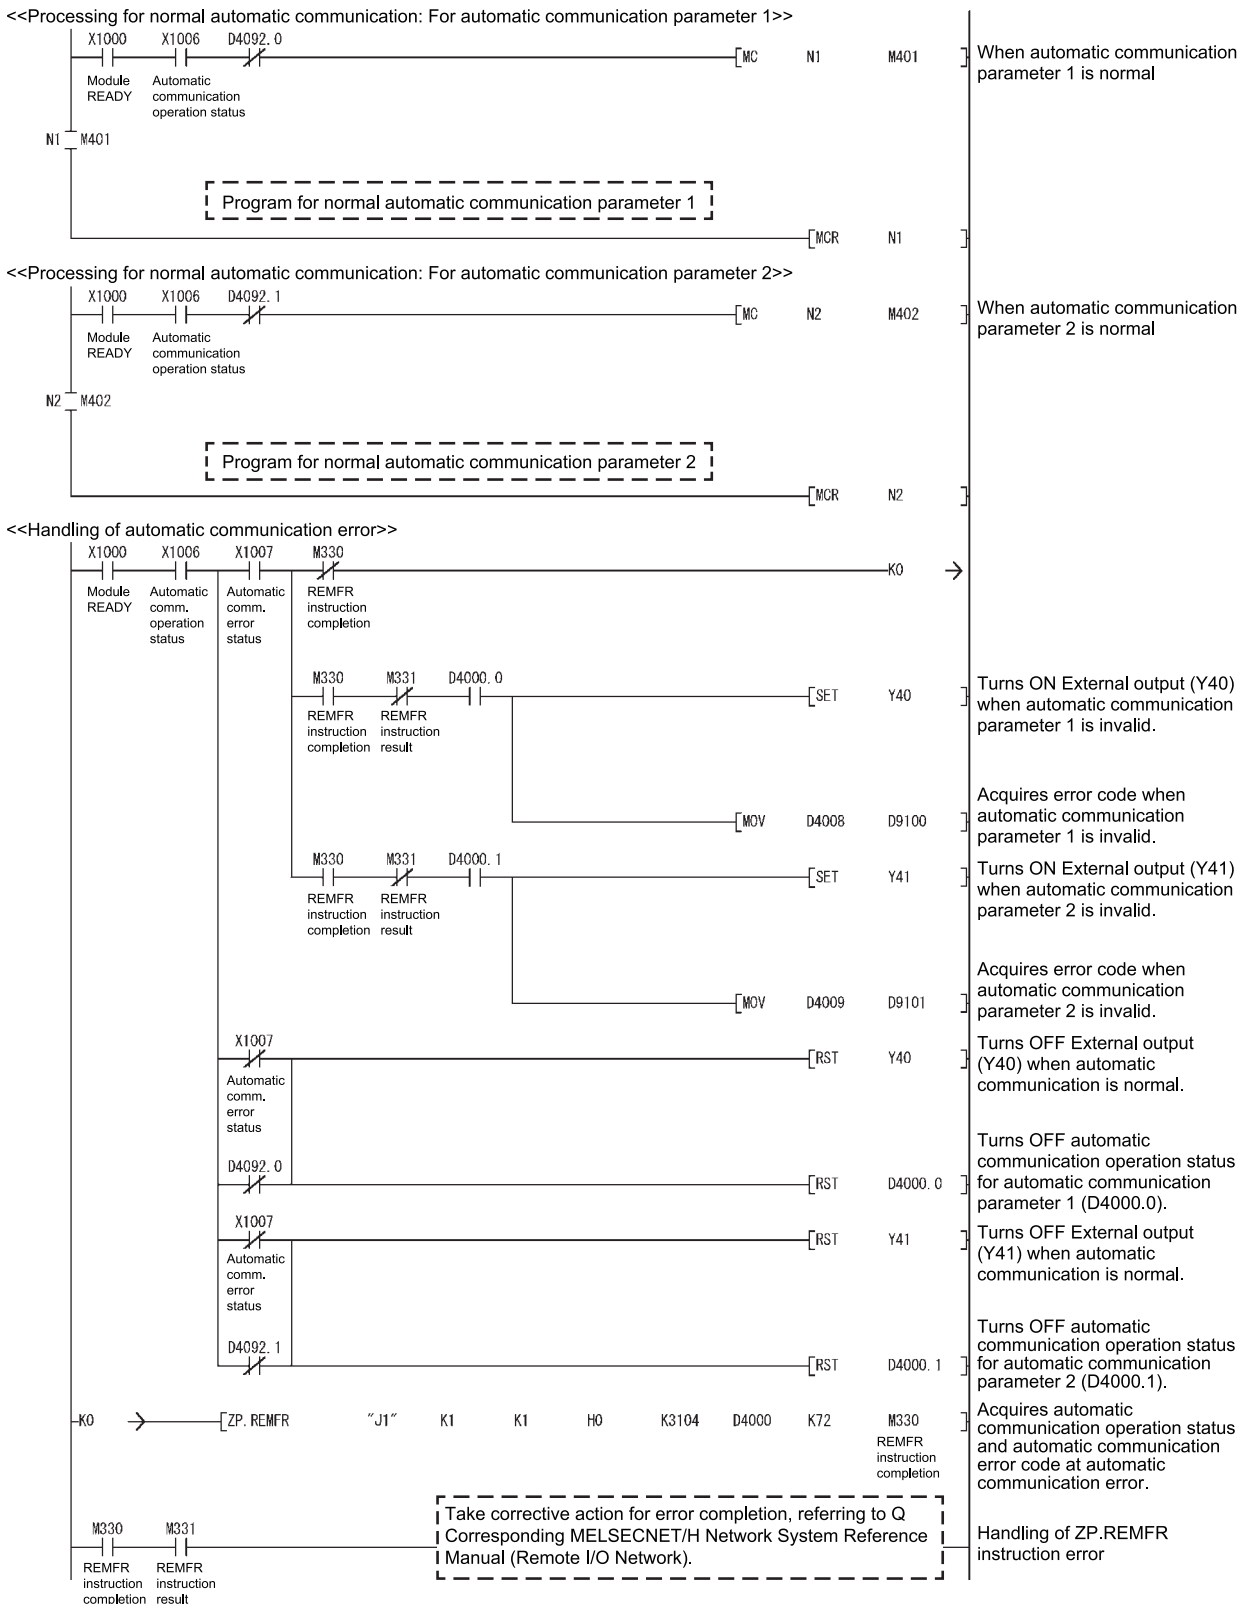 <<Processing for normal automatic communication: For automatic communication parameter 1>>
X1000 X1006 D4092.0
[MC N1 M401 ]
When automatic communication
parameter 1 is normal
Module
READY
Automatic
communication
operation status
N1 M401
Program for normal automatic communication parameter 1
[MCR N1 ]
<<Processing for normal automatic communication: For automatic communication parameter 2>>
X1000 X1006 D4092.1
[MC N2 M402 ]
When automatic communication
parameter 2 is normal
Module
READY
Automatic
communication
operation status
N2 M402
Program for normal automatic communication parameter 2
[MCR N2 ]
<<Handling of automatic communication error>>
X1000 X1006 X1007 M330
K0
Module
READY
Automatic
comm.
operation
status
Automatic
comm.
error
status
REMFR
instruction
completion
M330 M331 D4000.0
[SET Y40 ]
REMFR
instruction
completion
REMFR
instruction
result
Turns ON External output (Y40)
when automatic communication
parameter 1 is invalid.
[MOV D4008 D9100 ]
Acquires error code when
automatic communication
parameter 1 is invalid.
M330 M331 D4000.1
[SET Y41 ]
REMFR
instruction
completion
REMFR
instruction
result
Turns ON External output (Y41)
when automatic communication
parameter 2 is invalid.
[MOV D4009 D9101 ]
Acquires error code when
automatic communication
parameter 2 is invalid.
X1007
[RST Y40 ]
Automatic
comm.
error
status
Turns OFF External output
(Y40) when automatic
communication is normal.
D4092.0
[RST D4000.0 ]
Turns OFF automatic
communication operation status
for automatic communication
parameter 1 (D4000.0).
X1007
[RST Y41 ]
Automatic
comm.
error
status
Turns OFF External output
(Y41) when automatic
communication is normal.
D4092.1
[RST D4000.1 ]
Turns OFF automatic
communication operation status
for automatic communication
parameter 2 (D4000.1).
K0 [ZP.REMFR "J1" K1 K1 H0 K3104 D4000 K72 M330 ]
REMFR
instruction
completion
Acquires automatic
communication operation status
and automatic communication
error code at automatic
communication error.
M330 M331
REMFR
instruction
completion
REMFR
instruction
result
Take corrective action for error completion, referring to Q
Corresponding MELSECNET/H Network System Reference
Manual (Remote I/O Network).
Handling of ZP.REMFR
instruction error